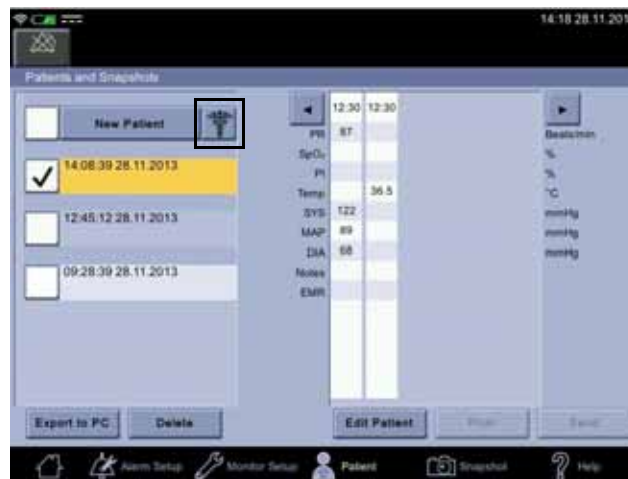 14:18 28.11.201
Patients and Snapshots
New Patient
14:08:39 28.11.2013
12:45:12 28.11.2013
09:28:39 28.11.2013
12:30 12:30
PR 87 Beats/min
SpO₂ %
PI %
Temp 36.5 °C
SYS 122 mmHg
MAP 89 mmHg
DIA 68 mmHg
Notes
EMR
Export to PC Delete Edit Patient Print Send
Alarm Setup Monitor Setup Patient Snapshot Help